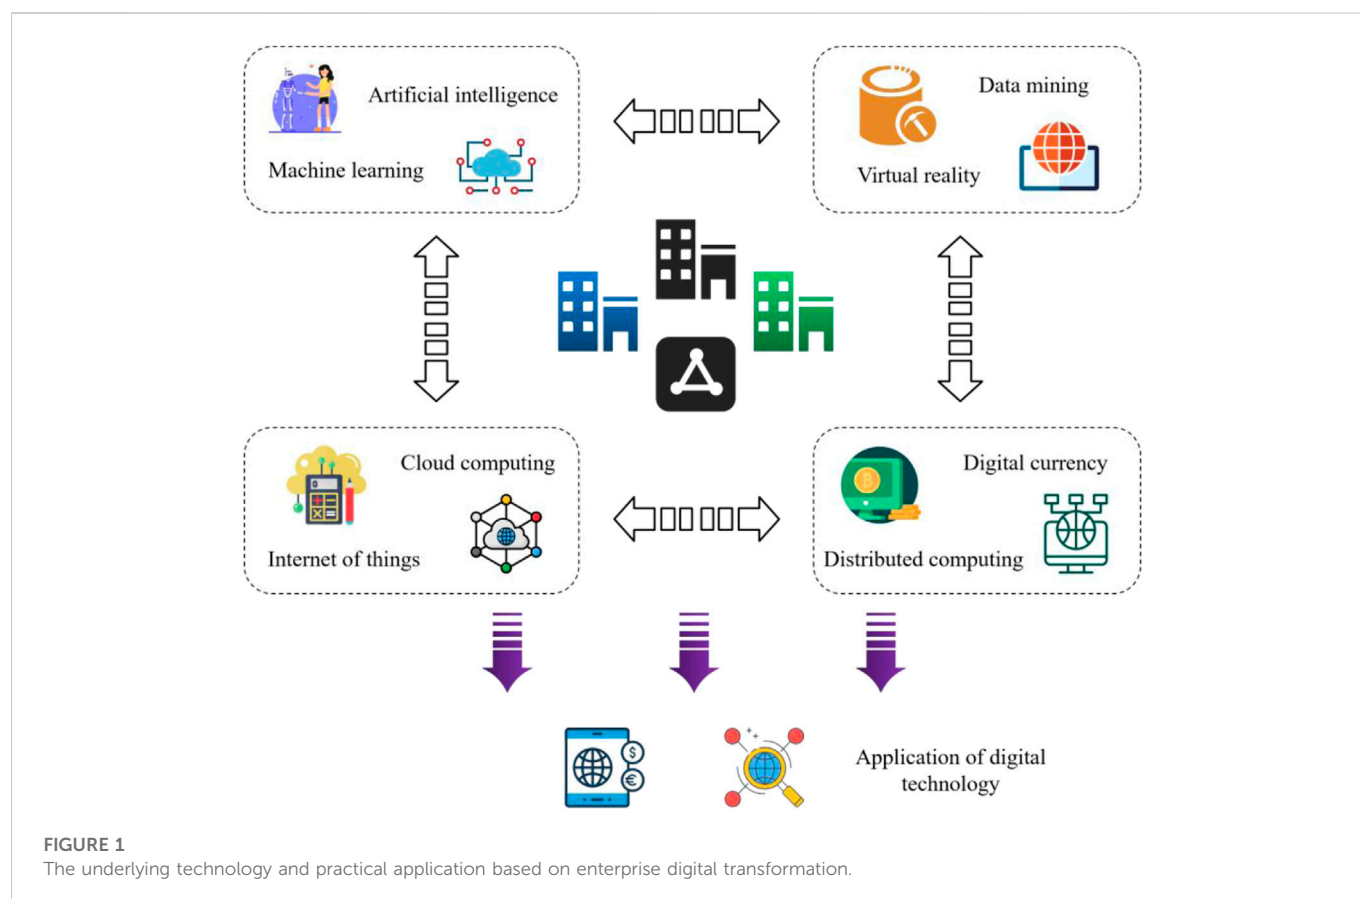 Artificial intelligence
Machine learning
Data mining
Virtual reality
Cloud computing
Internet of things
Digital currency
Distributed computing
Application of digital
technology
FIGURE 1
The underlying technology and practical application based on enterprise digital transformation.